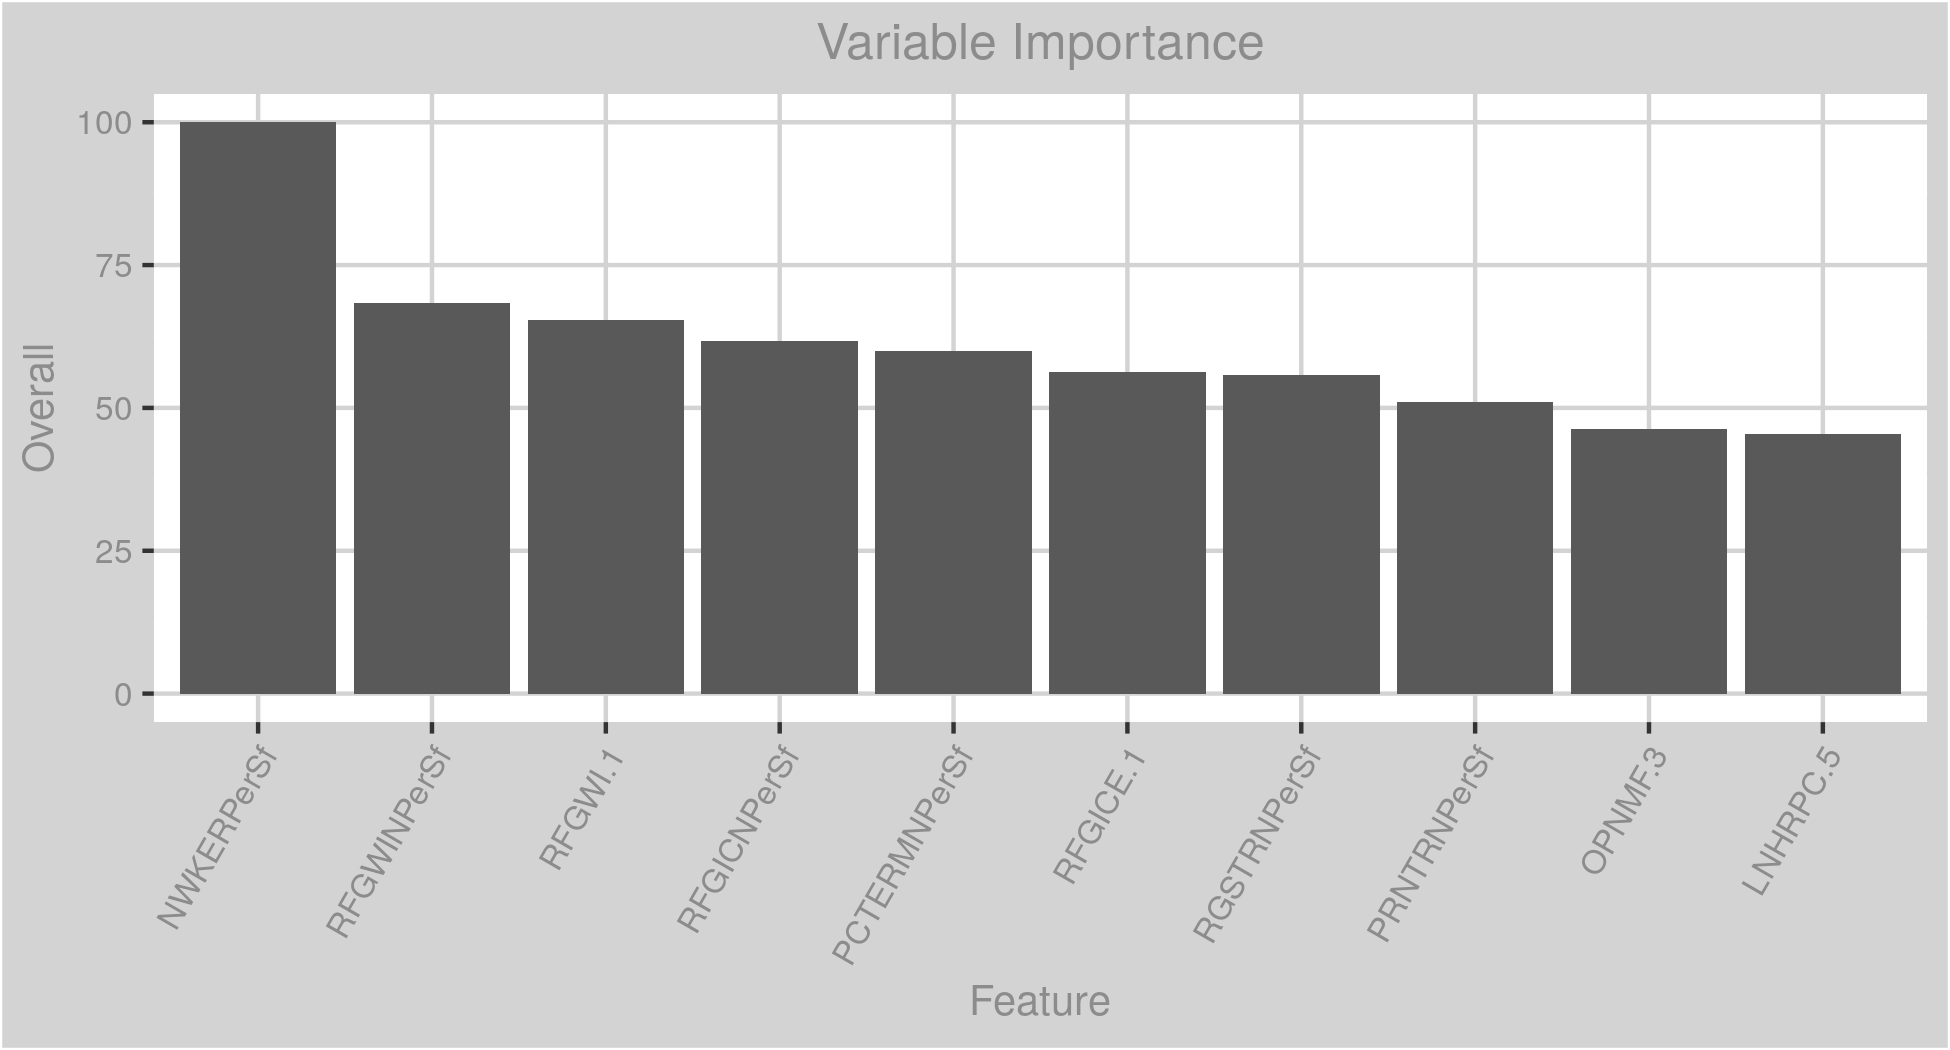 Variable Importance
Overall
100
75
50
25
0
NWKERPerSf
RFGWINPerSf
RFGWI.1
RFGICNPerSf
PCTERMNPerSf
RFGICE.1
RGSTRNPerSf
PRNTRNPerSf
OPNMF.3
LNHRPC.5
Feature